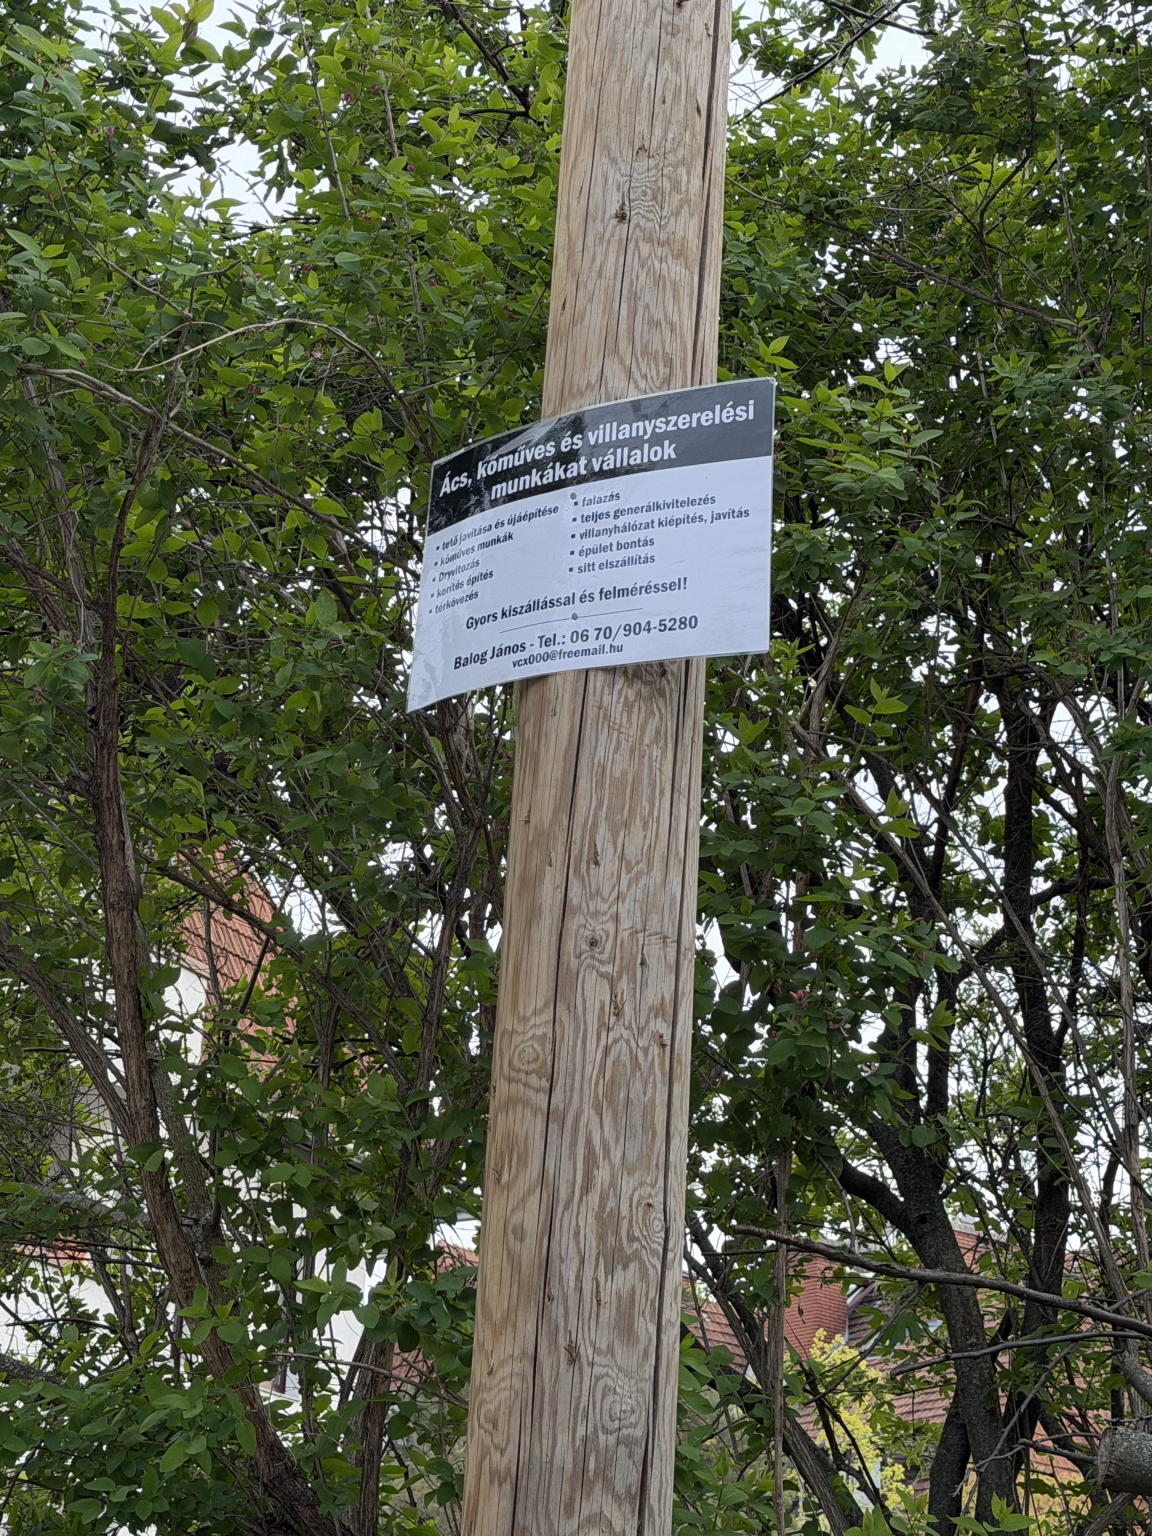 Ács, kőműves és villanyszerelési
munkákat vállalok
▪ tető javítása és újáépítése
▪ kőműves munkák
▪ Dryvitozás
▪ kerítés építés
▪ térkövezés
▪ falazás
▪ teljes generálkivitelezés
▪ villanyhálózat kiépítés, javítás
▪ épület bontás
▪ sitt elszállítás
Gyors kiszállással és felméréssel!
Balog János - Tel.: 06 70/904-5280
vcx000@freemail.hu